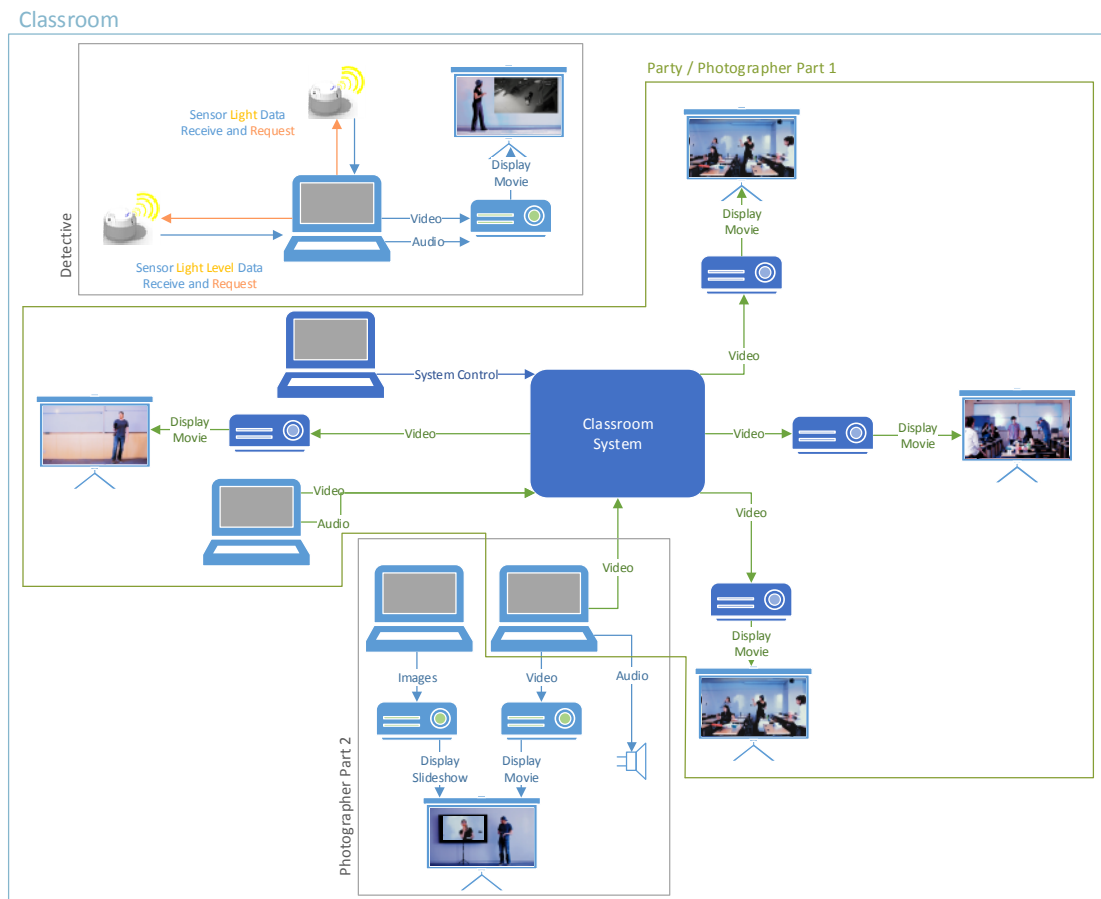 Classroom
Party / Photographer Part 1
Sensor Light Data
Receive and Request
Display
Movie
Video
Audio
Detective
Sensor Light Level Data
Receive and Request
Display
Movie
Video
System Control
Classroom
System
Display
Movie
Video
Video
Display
Movie
Video
Audio
Video
Display
Movie
Video
Images
Video
Audio
Display
Slideshow
Display
Movie
Photographer Part 2